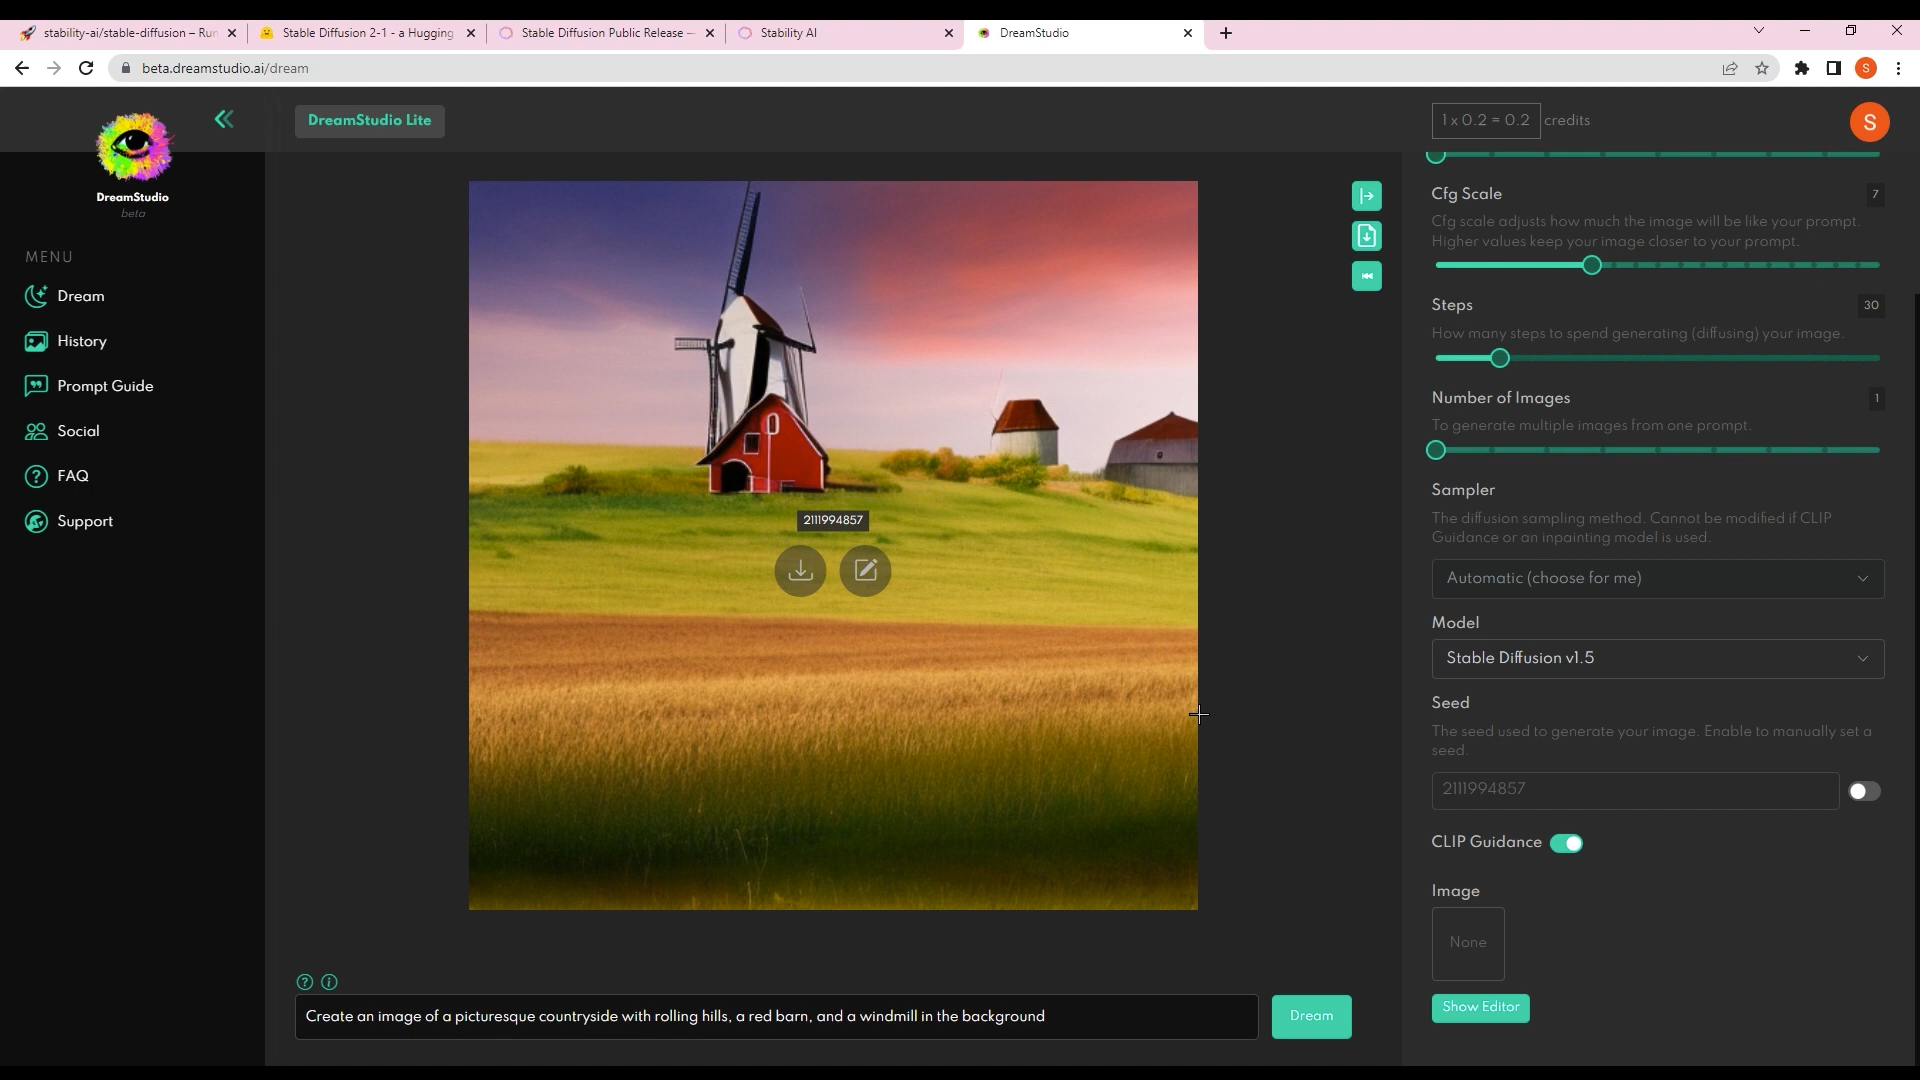 stability-ai/stable-diffusion – Run
Stable Diffusion 2-1 - a Hugging
Stable Diffusion Public Release —
Stability AI
DreamStudio
beta.dreamstudio.ai/dream
S
DreamStudio
beta
MENU
Dream
History
Prompt Guide
Social
FAQ
Support
DreamStudio Lite
1 x 0.2 = 0.2 credits
S
2111994857
Create an image of a picturesque countryside with rolling hills, a red barn, and a windmill in the background
Dream
Cfg Scale 7
Cfg scale adjusts how much the image will be like your prompt.
Higher values keep your image closer to your prompt.
Steps 30
How many steps to spend generating (diffusing) your image.
Number of Images 1
To generate multiple images from one prompt.
Sampler
The diffusion sampling method. Cannot be modified if CLIP
Guidance or an inpainting model is used.
Automatic (choose for me)
Model
Stable Diffusion v1.5
Seed
The seed used to generate your image. Enable to manually set a
seed.
2111994857
CLIP Guidance
Image
None
Show Editor